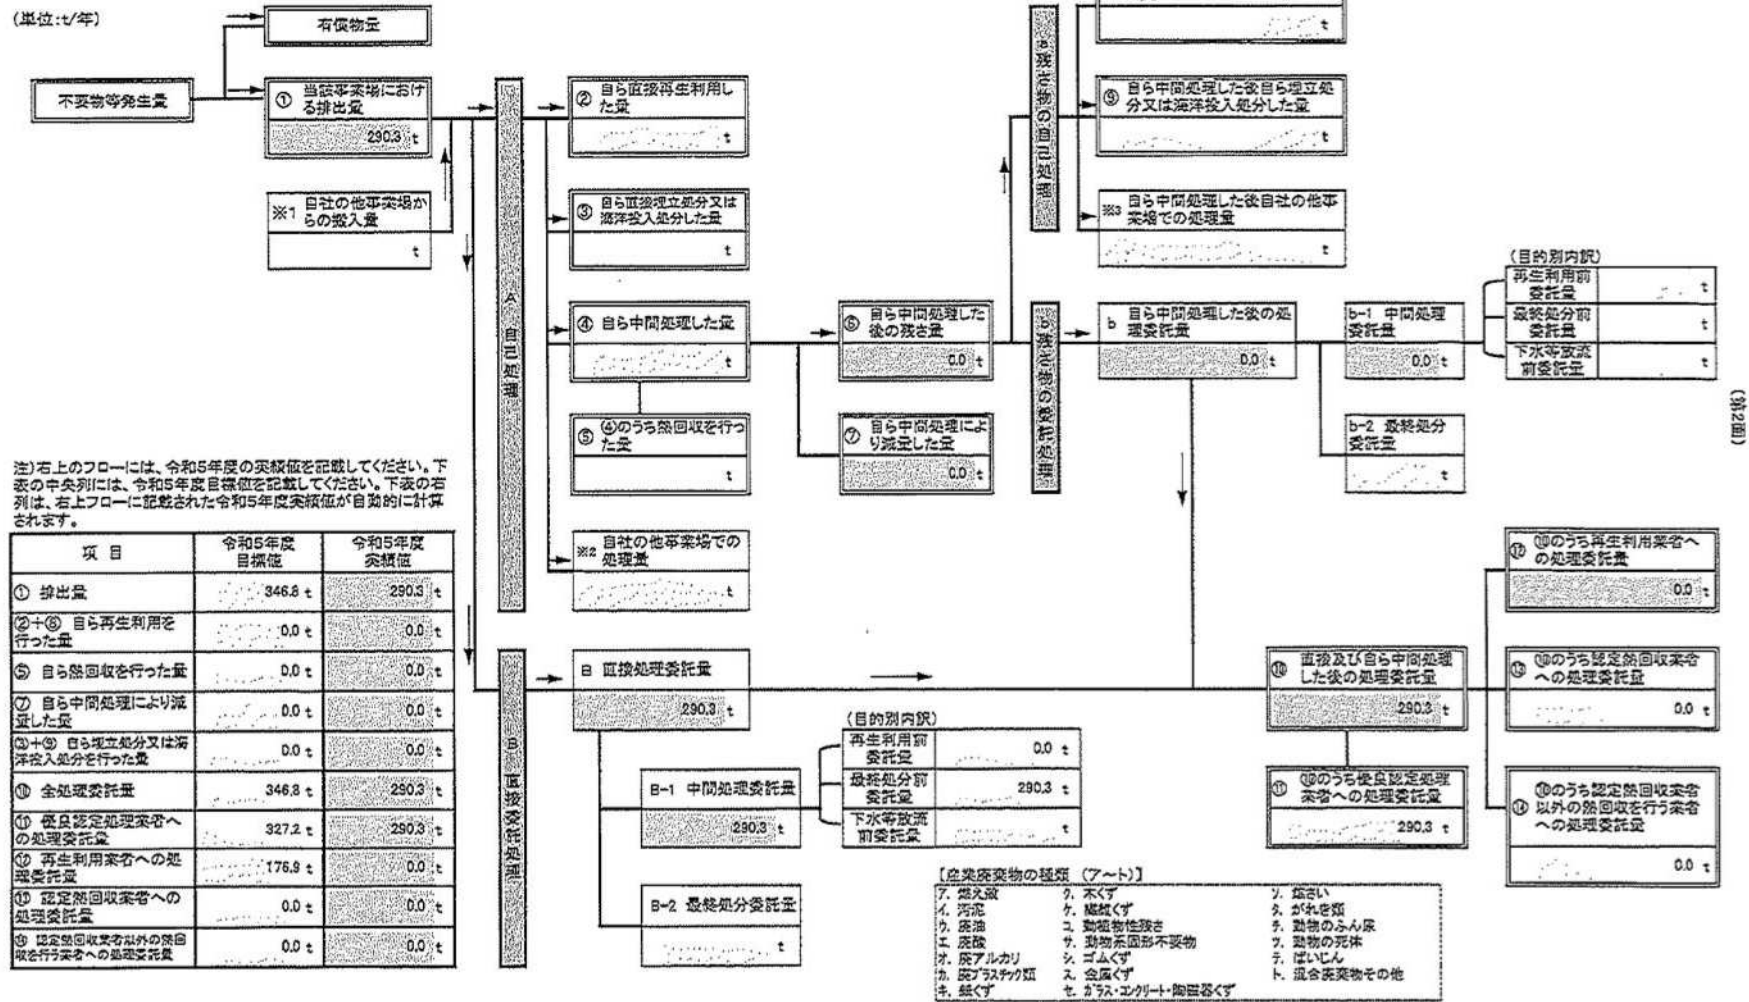 (単位:t/年)
有償物量
不要物等発生量
① 当該事業場におけ
る排出量
290.3 t
※1 自社の他事業場か
らの搬入量
t
A 自己処理
② 自ら直接再生利用し
た量
t
③ 自ら直接埋立処分又は
海洋投入処分した量
t
④ 自ら中間処理した量
t
⑤ ④のうち熱回収を行っ
た量
t
※2 自社の他事業場での
処理量
t
⑥ 自ら中間処理した
後の残さ量
0.0 t
⑦ 自ら中間処理によ
り減量した量
0.0 t
a 残さ物の自己処理
t
⑨ 自ら中間処理した後自ら埋立処
分又は海洋投入処分した量
t
※3 自ら中間処理した後自社の他事
業場での処理量
t
b 残さ物の委託処理
b 自ら中間処理した後の処
理委託量
0.0 t
b-1 中間処理
委託量
0.0 t
(目的別内訳)
再生利用前
委託量
t
最終処分前
委託量
t
下水等放流
前委託量
t
b-2 最終処分
委託量
t
(第2面)
注)右上のフローには、令和5年度の実績値を記載してください。下
表の中央列には、令和5年度目標値を記載してください。下表の右
列は、右上フローに記載された令和5年度実績値が自動的に計算
されます。
項目 令和5年度目標値 令和5年度実績値
① 排出量 346.8 t 290.3 t
②+⑧ 自ら再生利用を
行った量 0.0 t 0.0 t
⑤ 自ら熱回収を行った量 0.0 t 0.0 t
⑦ 自ら中間処理により減
量した量 0.0 t 0.0 t
③+⑨ 自ら埋立処分又は海
洋投入処分を行った量 0.0 t 0.0 t
⑩ 全処理委託量 346.8 t 290.3 t
⑪ 優良認定処理業者へ
の処理委託量 327.2 t 290.3 t
⑫ 再生利用業者への処
理委託量 176.9 t 0.0 t
⑬ 認定熱回収業者への
処理委託量 0.0 t 0.0 t
⑭ 認定熱回収業者以外の熱回
収を行う業者への処理委託量 0.0 t 0.0 t
B 直接委託処理
B 直接処理委託量
290.3 t
B-1 中間処理委託量
290.3 t
(目的別内訳)
再生利用前
委託量
0.0 t
最終処分前
委託量
290.3 t
下水等放流
前委託量
t
B-2 最終処分委託量
t
⑩ 直接及び自ら中間処理
した後の処理委託量
290.3 t
⑪ ⑩のうち優良認定処理
業者への処理委託量
290.3 t
⑫ ⑩のうち再生利用業者へ
の処理委託量
0.0 t
⑬ ⑩のうち認定熱回収業者
への処理委託量
0.0 t
⑭ ⑩のうち認定熱回収業者
以外の熱回収を行う業者
への処理委託量
0.0 t
【産業廃棄物の種類 (ア~ト)】
ア. 燃え殻
イ. 汚泥
ウ. 廃油
エ. 廃酸
オ. 廃アルカリ
カ. 廃プラスチック類
キ. 紙くず
ク. 木くず
ケ. 繊維くず
コ. 動植物性残さ
サ. 動物系固形不要物
シ. ゴムくず
ス. 金属くず
セ. ガラス・コンクリート・陶磁器くず
ソ. 鉱さい
タ. がれき類
チ. 動物のふん尿
ツ. 動物の死体
テ. ばいじん
ト. 混合廃棄物その他